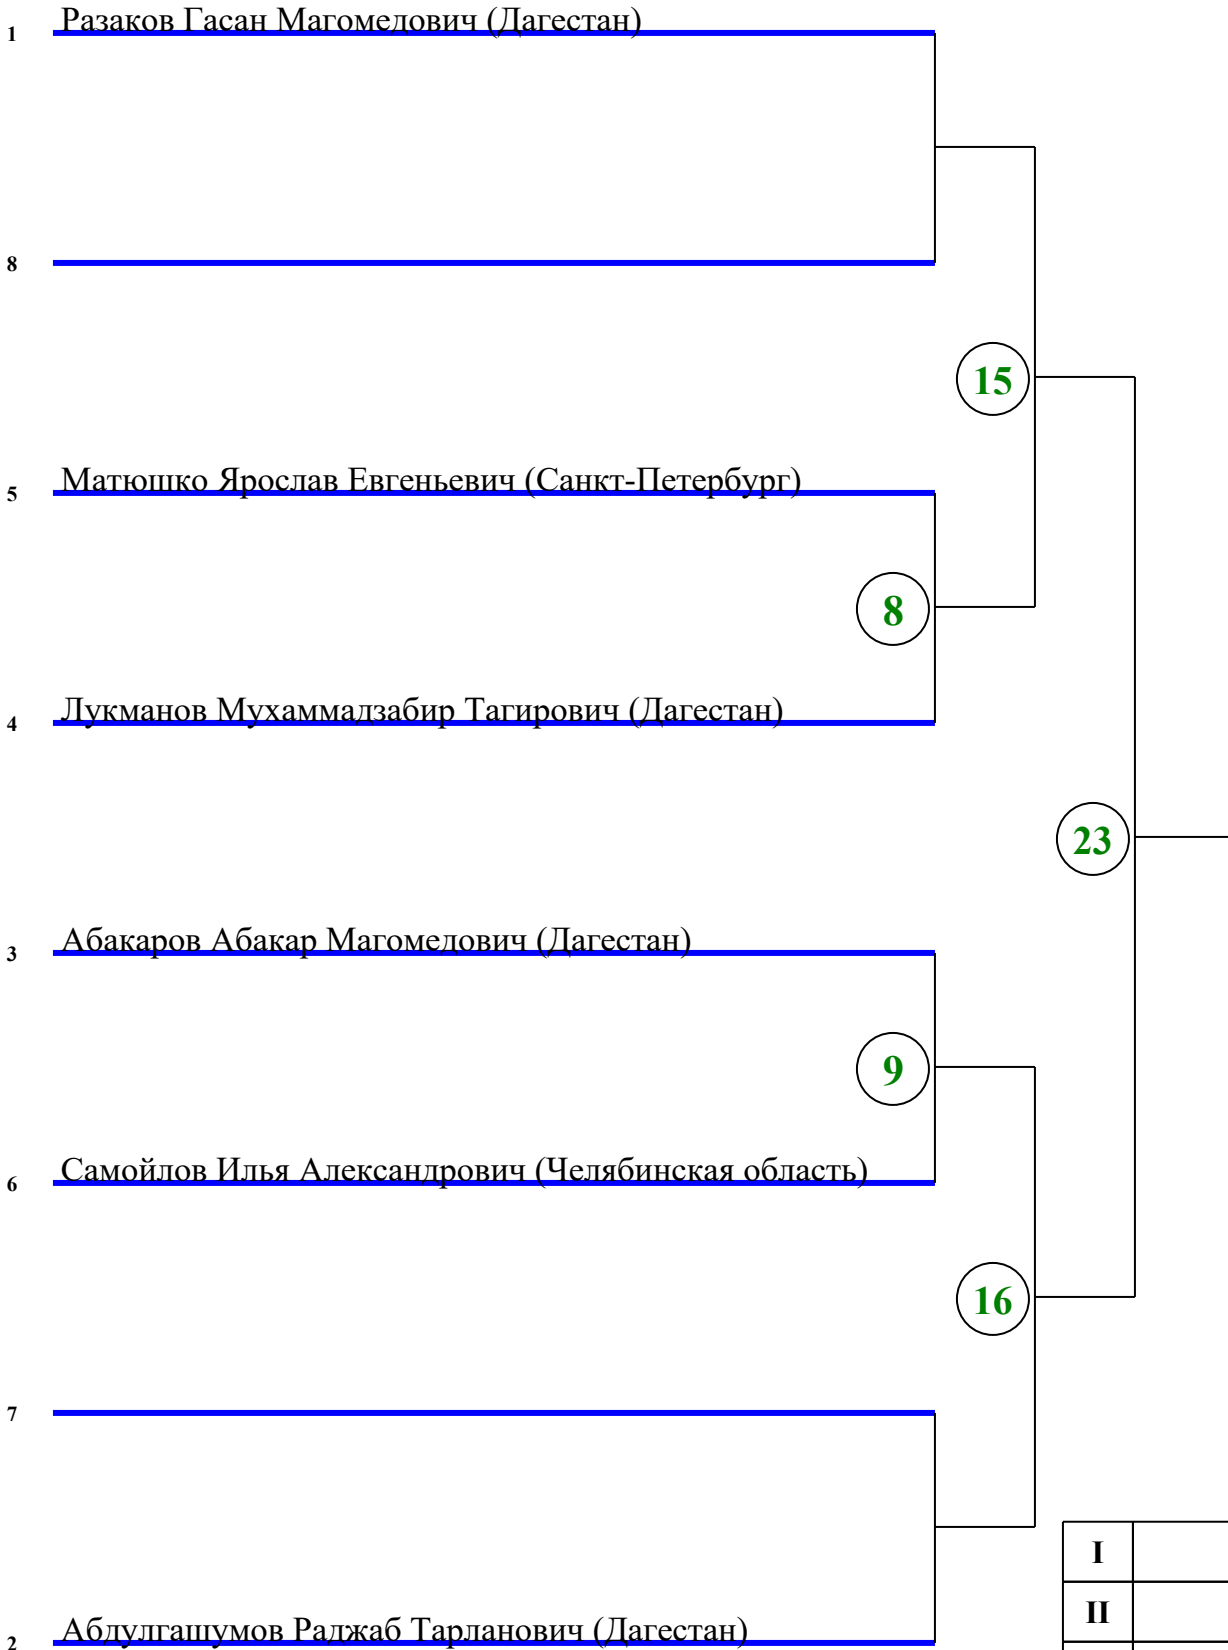 1 Разаков Гасан Магомедович (Дагестан)
8
15
5 Матюшко Ярослав Евгеньевич (Санкт-Петербург)
8
4 Лукманов Мухаммадзабир Тагирович (Дагестан)
23
3 Абакаров Абакар Магомедович (Дагестан)
9
6 Самойлов Илья Александрович (Челябинская область)
16
7
I
II
2 Абдулгашумов Раджаб Тарланович (Дагестан)